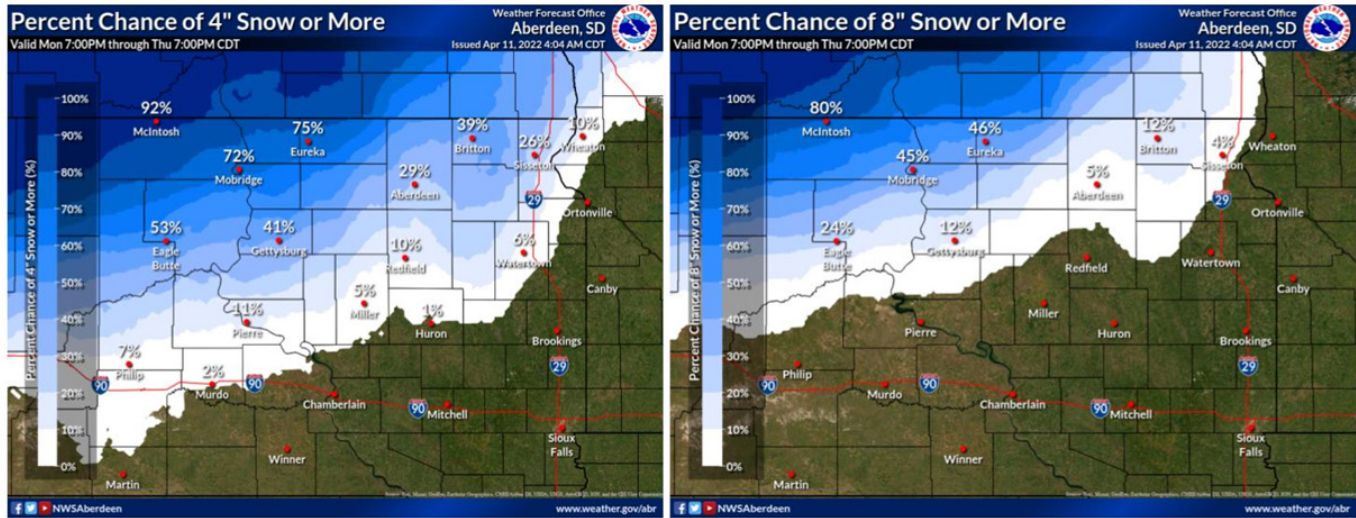 Percent Chance of 4" Snow or More
Weather Forecast Office
Aberdeen, SD
Valid Mon 7:00PM through Thu 7:00PM CDT
Issued Apr 11, 2022 4:04 AM CDT
Percent Chance of 4" Snow or More (%)
100%
90%
80%
70%
60%
50%
40%
30%
20%
10%
0%
92%
McIntosh
75%
Eureka
39%
Britton
26%
Sisseton
10%
Wheaton
72%
Mobridge
29%
Aberdeen
29
Ortonville
53%
Eagle
Butte
41%
Gettysburg
10%
Redfield
6%
Watertown
Canby
11%
Pierre
5%
Miller
1%
Huron
Brookings
7%
Philip
29
90
2%
Murdo
90
Chamberlain
90
Mitchell
Sioux
Falls
Winner
Martin
NWSAberdeen
www.weather.gov/abr
Percent Chance of 8" Snow or More
Weather Forecast Office
Aberdeen, SD
Valid Mon 7:00PM through Thu 7:00PM CDT
Issued Apr 11, 2022 4:04 AM CDT
Percent Chance of 8" Snow or More (%)
100%
90%
80%
70%
60%
50%
40%
30%
20%
10%
0%
80%
McIntosh
46%
Eureka
12%
Britton
4%
Sisseton
Wheaton
45%
Mobridge
5%
Aberdeen
29
Ortonville
24%
Eagle
Butte
12%
Gettysburg
Redfield
Watertown
Canby
Pierre
Miller
Huron
Brookings
Philip
29
90
Murdo
90
Chamberlain
90
Mitchell
Sioux
Falls
Winner
Martin
NWSAberdeen
www.weather.gov/abr